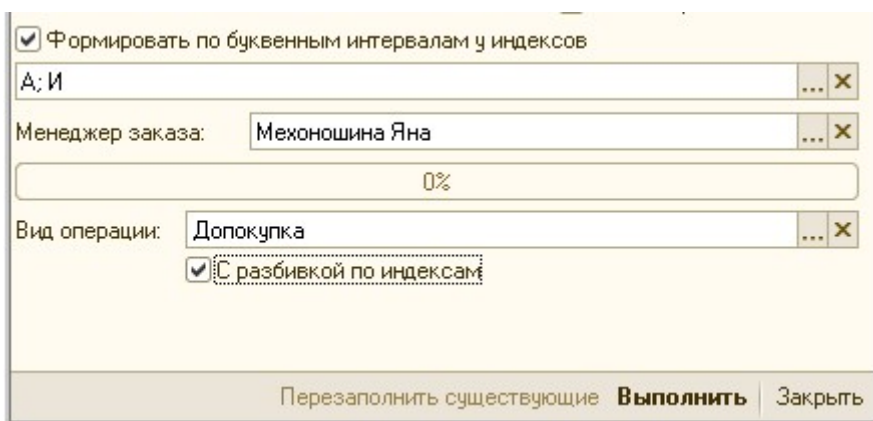 Формировать по буквенным интервалам у индексов
А; И
Менеджер заказа: Мехоношина Яна
0%
Вид операции: Допокупка
С разбивкой по индексам
Перезаполнить существующие Выполнить Закрыть